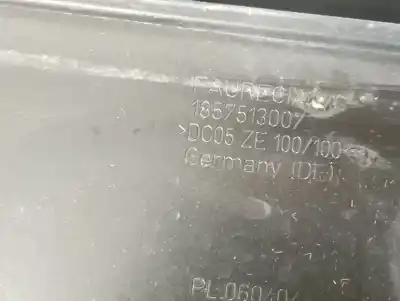 FAURECIA
1857513007
>DC05 ZE 100/100
Germany (DE)